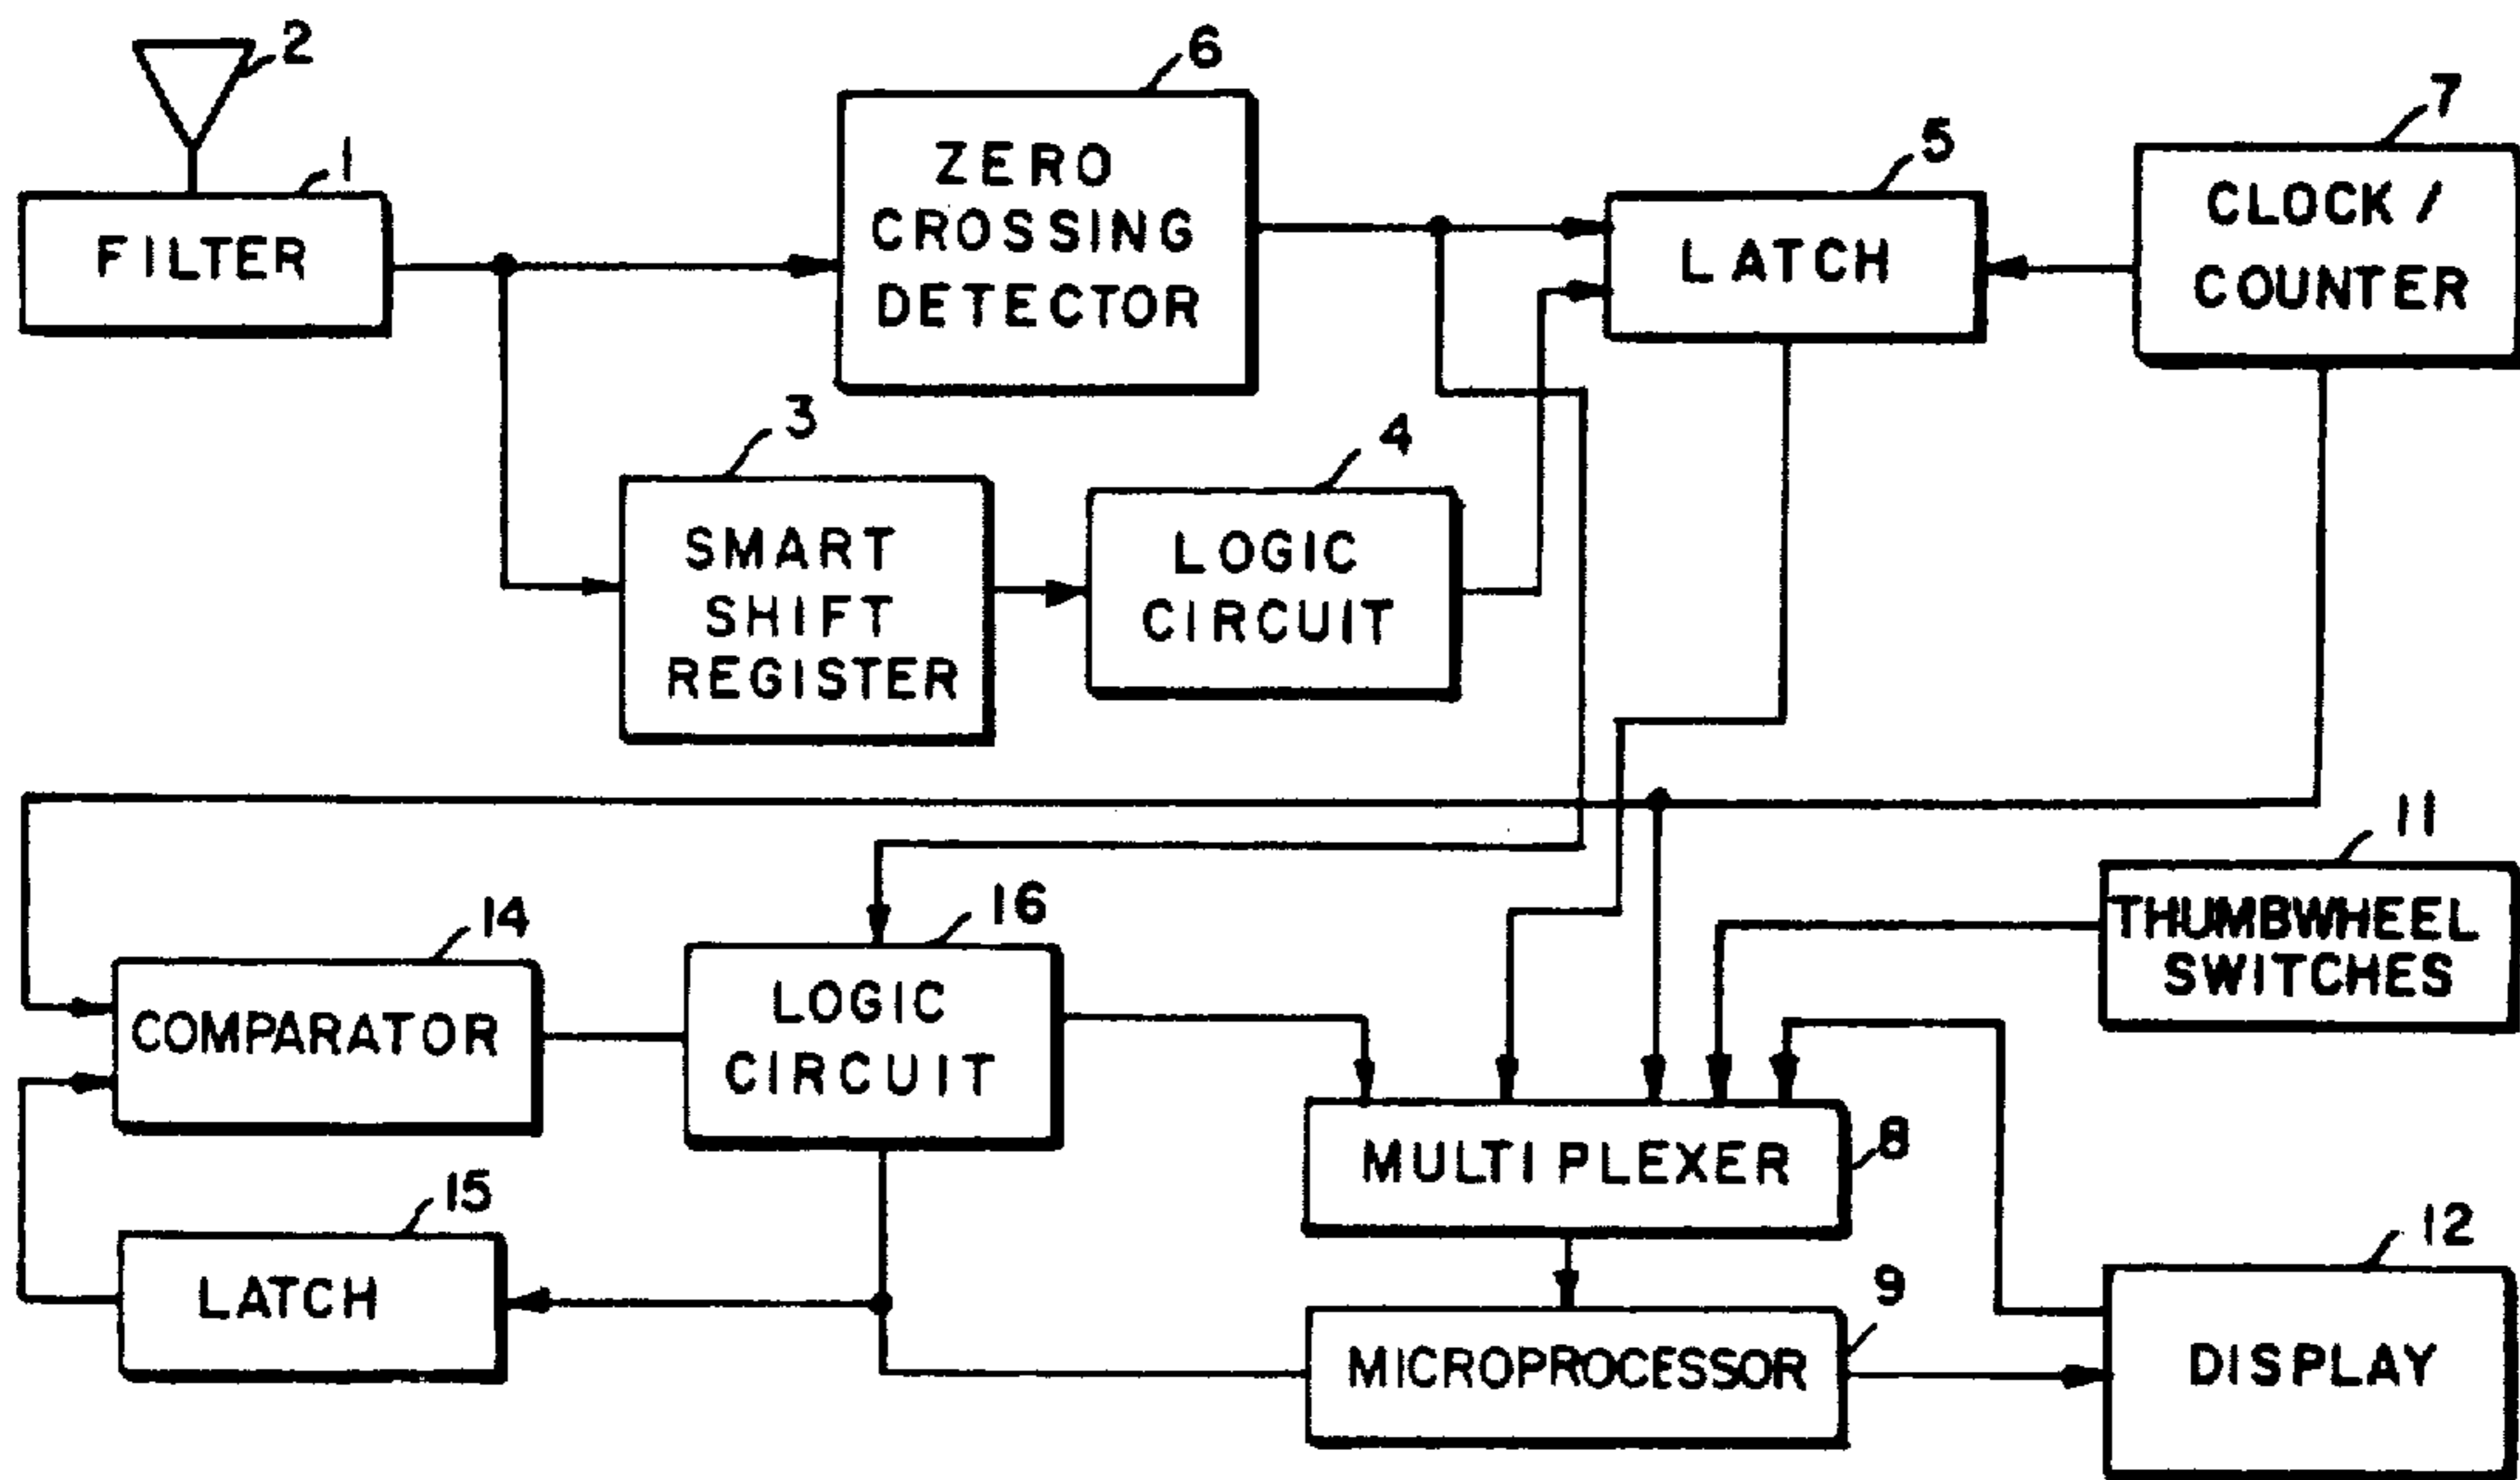 2
1
FILTER
6
ZERO
CROSSING
DETECTOR
5
LATCH
7
CLOCK /
COUNTER
3
SMART
SHIFT
REGISTER
4
LOGIC
CIRCUIT
11
THUMBWHEEL
SWITCHES
14
COMPARATOR
16
LOGIC
CIRCUIT
8
MULTIPLEXER
15
LATCH
9
MICROPROCESSOR
12
DISPLAY